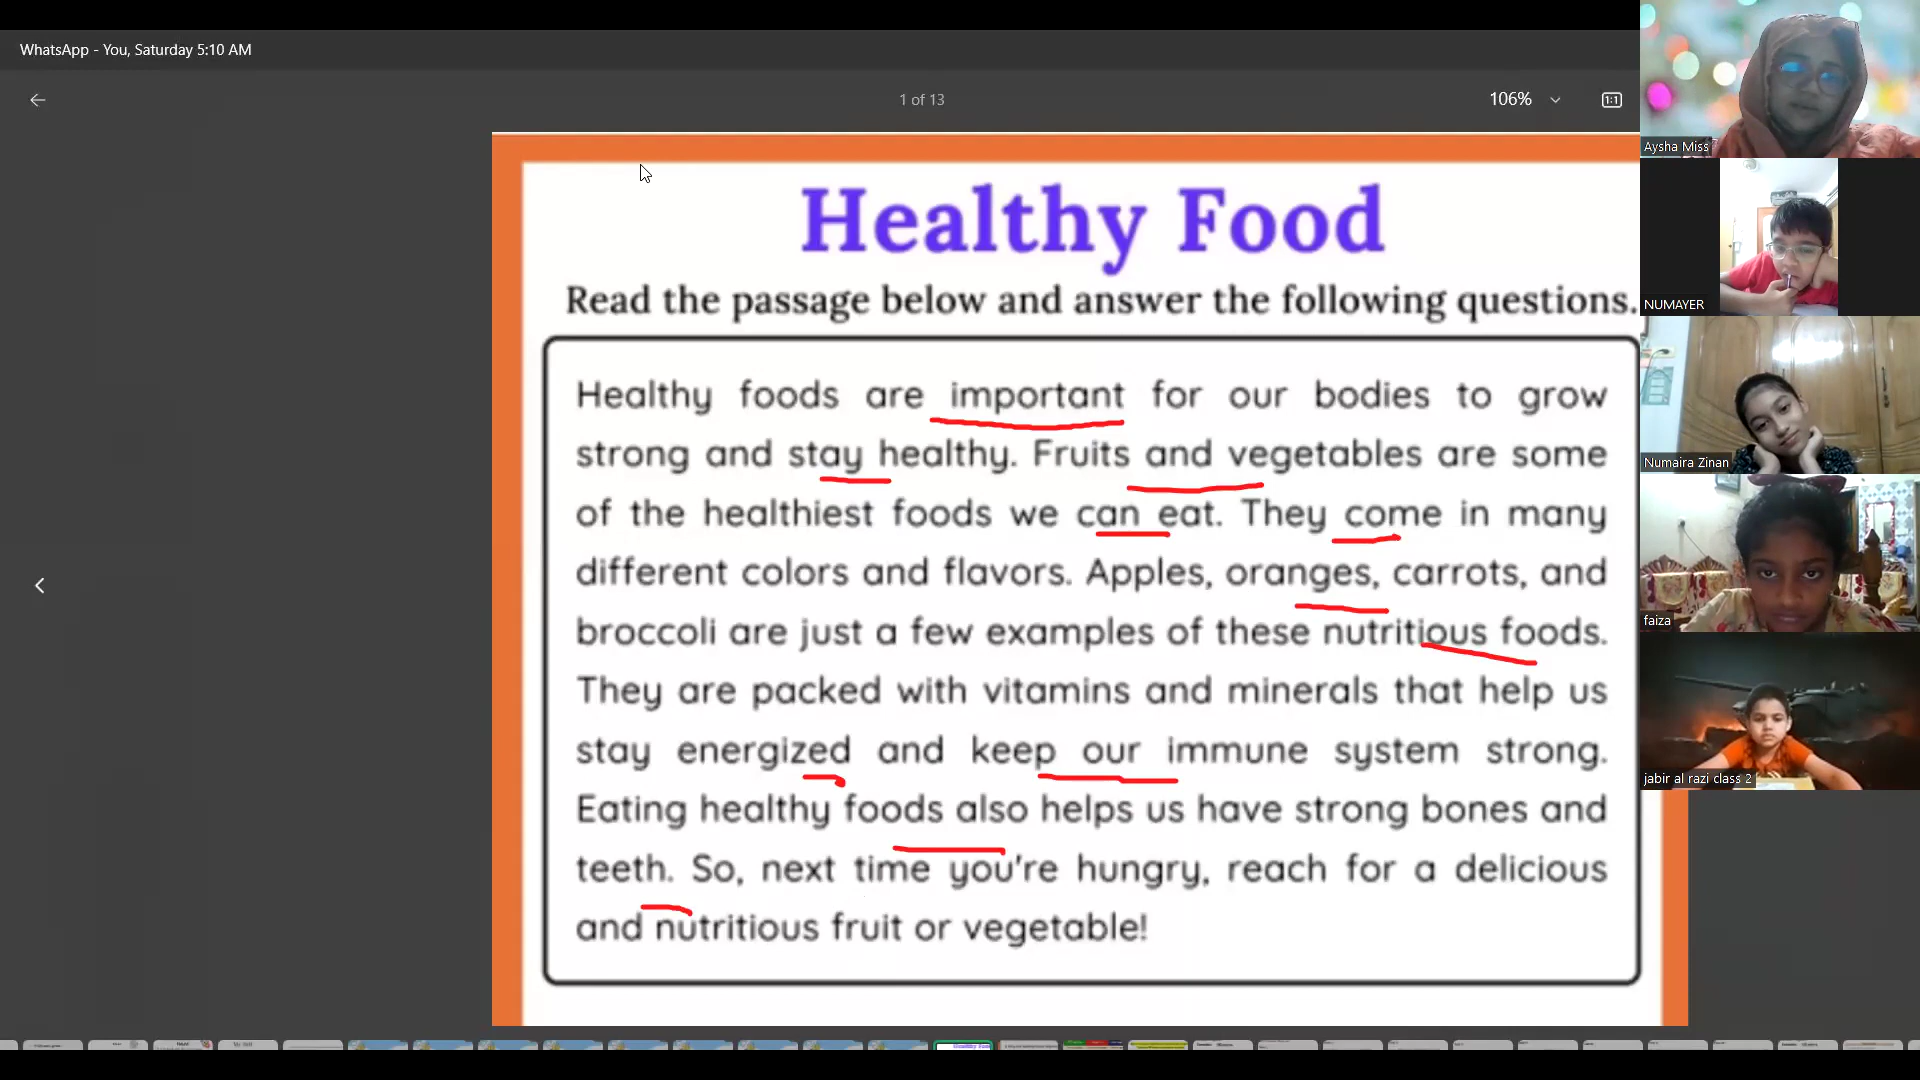 WhatsApp - You, Saturday 5:10 AM
1 of 13
106%
1:1
Healthy Food
Read the passage below and answer the following questions.
Healthy foods are important for our bodies to grow
strong and stay healthy. Fruits and vegetables are some
of the healthiest foods we can eat. They come in many
different colors and flavors. Apples, oranges, carrots, and
broccoli are just a few examples of these nutritious foods.
They are packed with vitamins and minerals that help us
stay energized and keep our immune system strong.
Eating healthy foods also helps us have strong bones and
teeth. So, next time you're hungry, reach for a delicious
and nutritious fruit or vegetable!
Aysha Miss
NUMAYER
Numaira Zinan
faiza
jabir al razi class 2